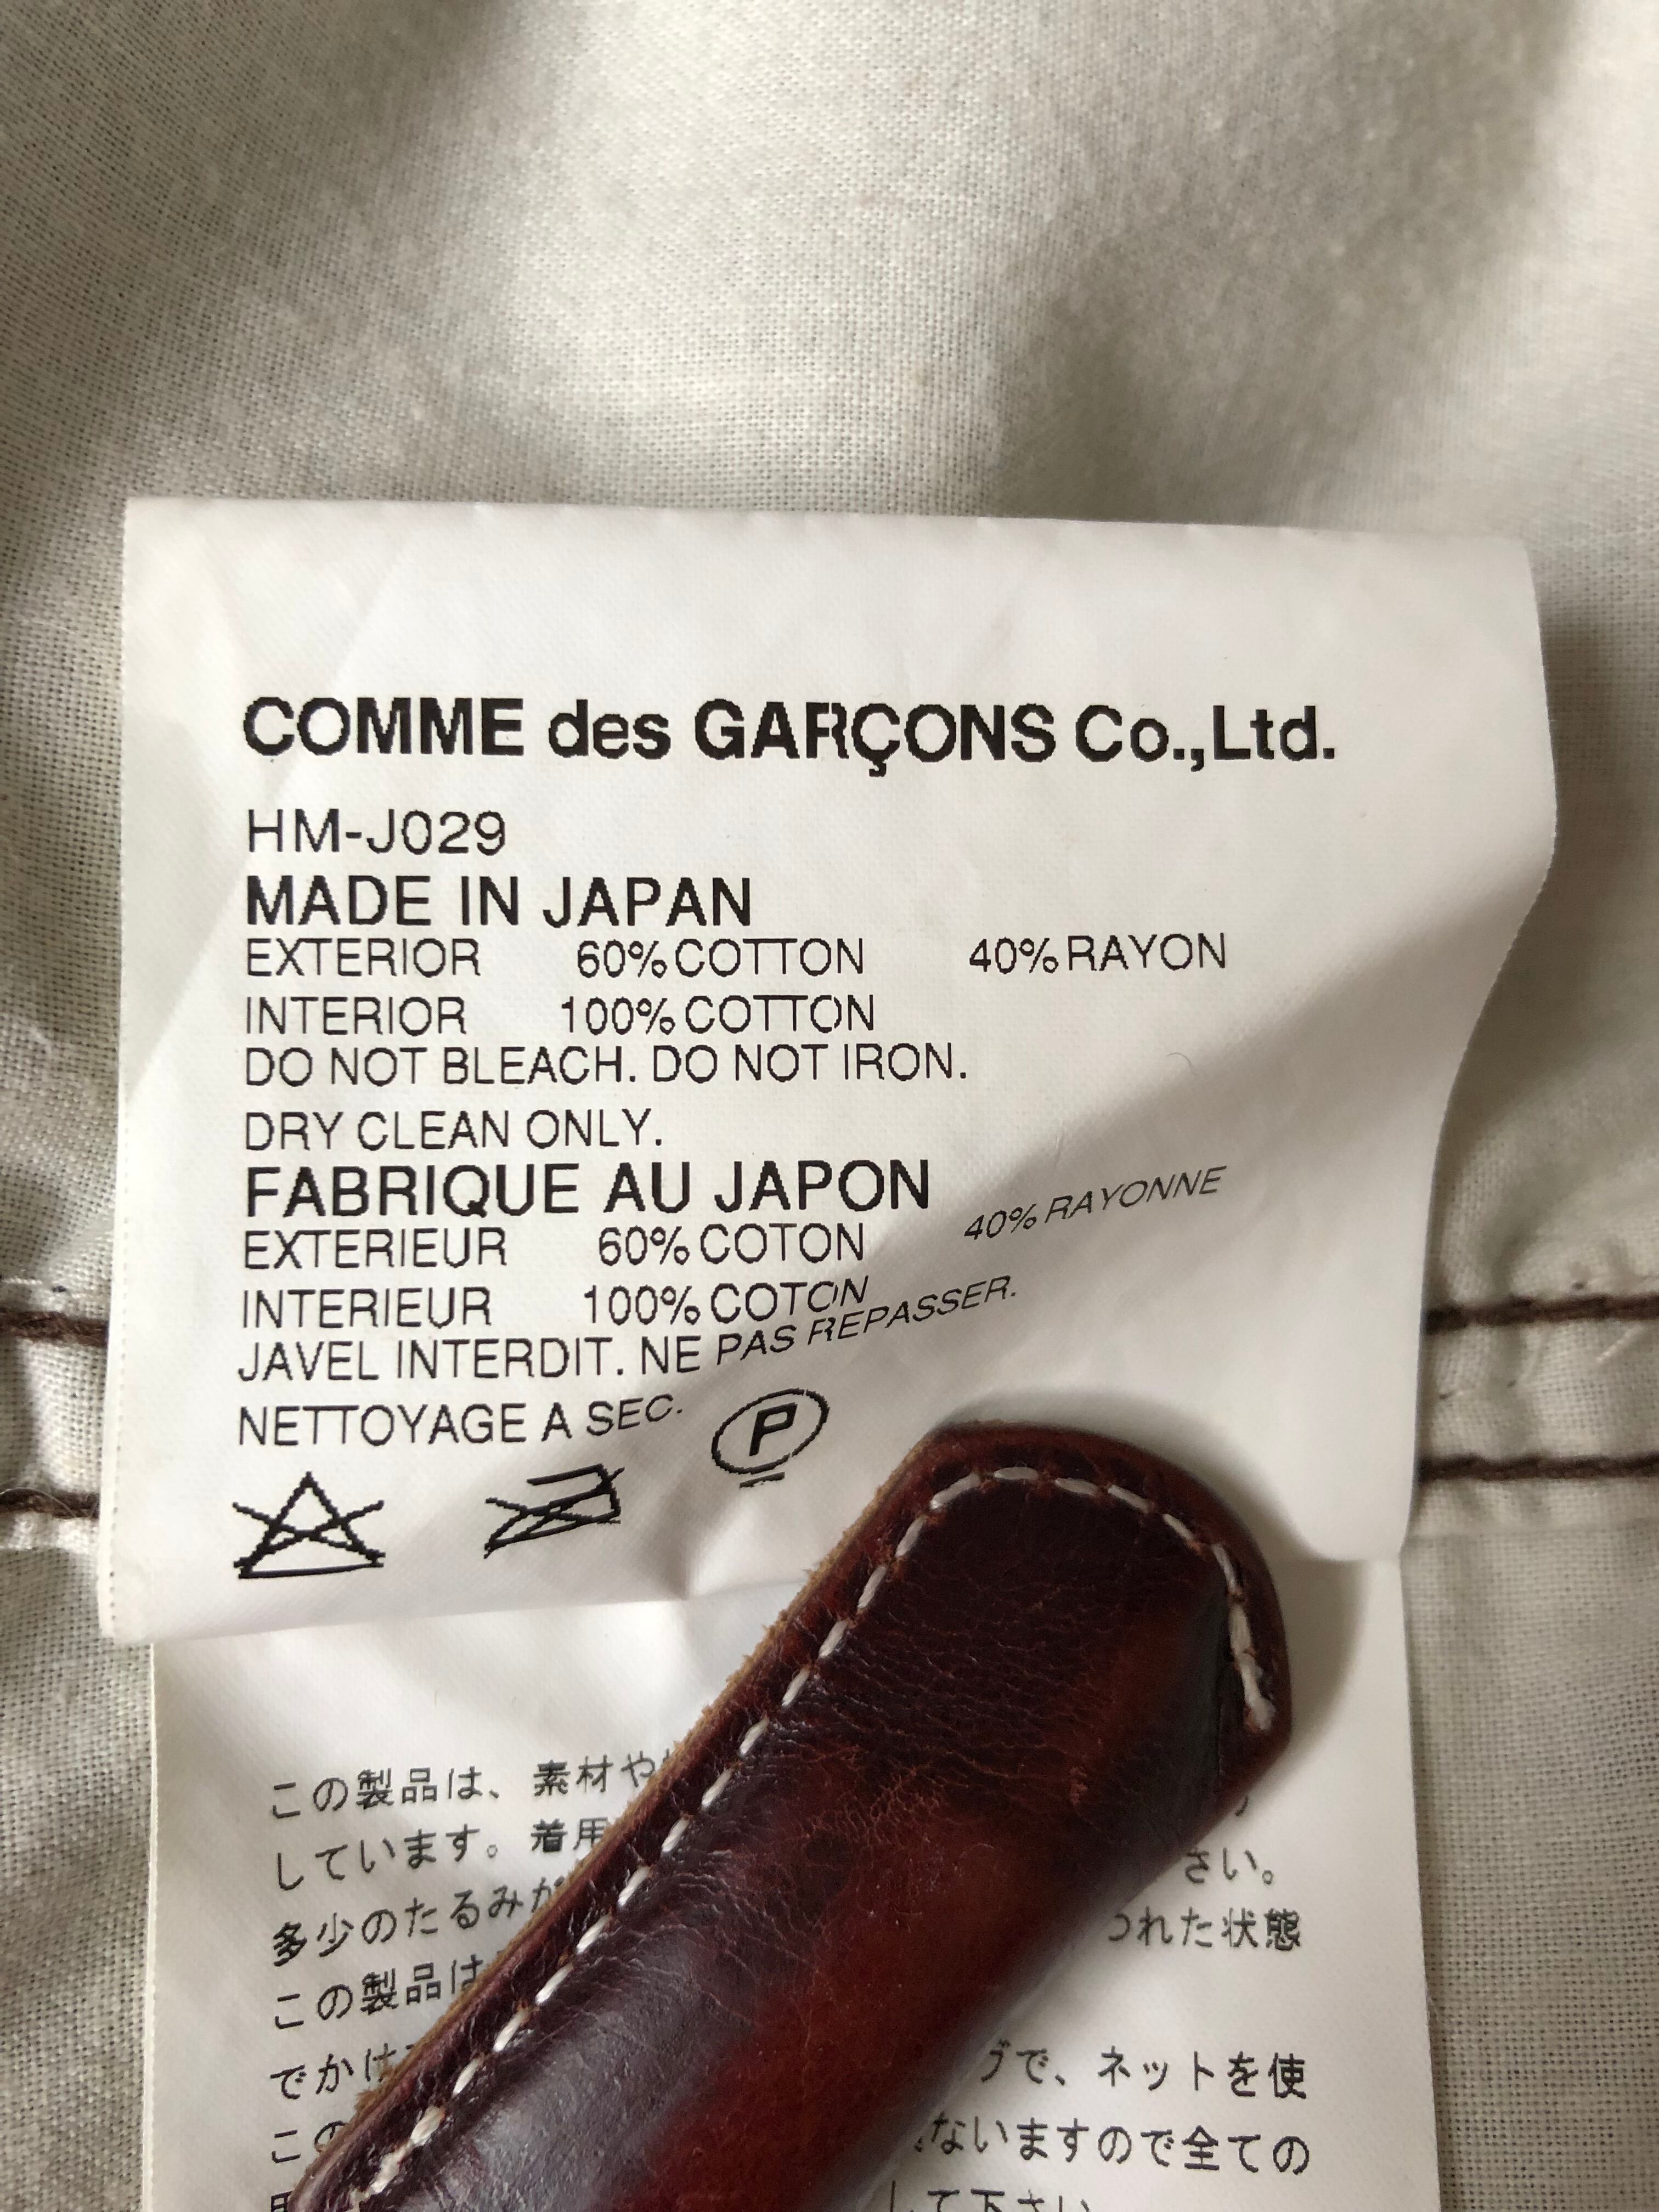 COMME des GARÇONS Co.,Ltd.
HM-J029
MADE IN JAPAN
EXTERIOR 60%COTTON 40%RAYON
INTERIOR 100%COTTON
DO NOT BLEACH. DO NOT IRON.
DRY CLEAN ONLY.
FABRIQUE AU JAPON
EXTERIEUR 60%COTON 40%RAYONNE
INTERIEUR 100%COTON
JAVEL INTERDIT. NE PAS REPASSER.
NETTOYAGE A SEC.
P
この製品は、素材や
しています。着用 さい。
多少のたるみが われた状態
この製品は
でかけ グで、ネットを使
この ないますので全ての
して下さい